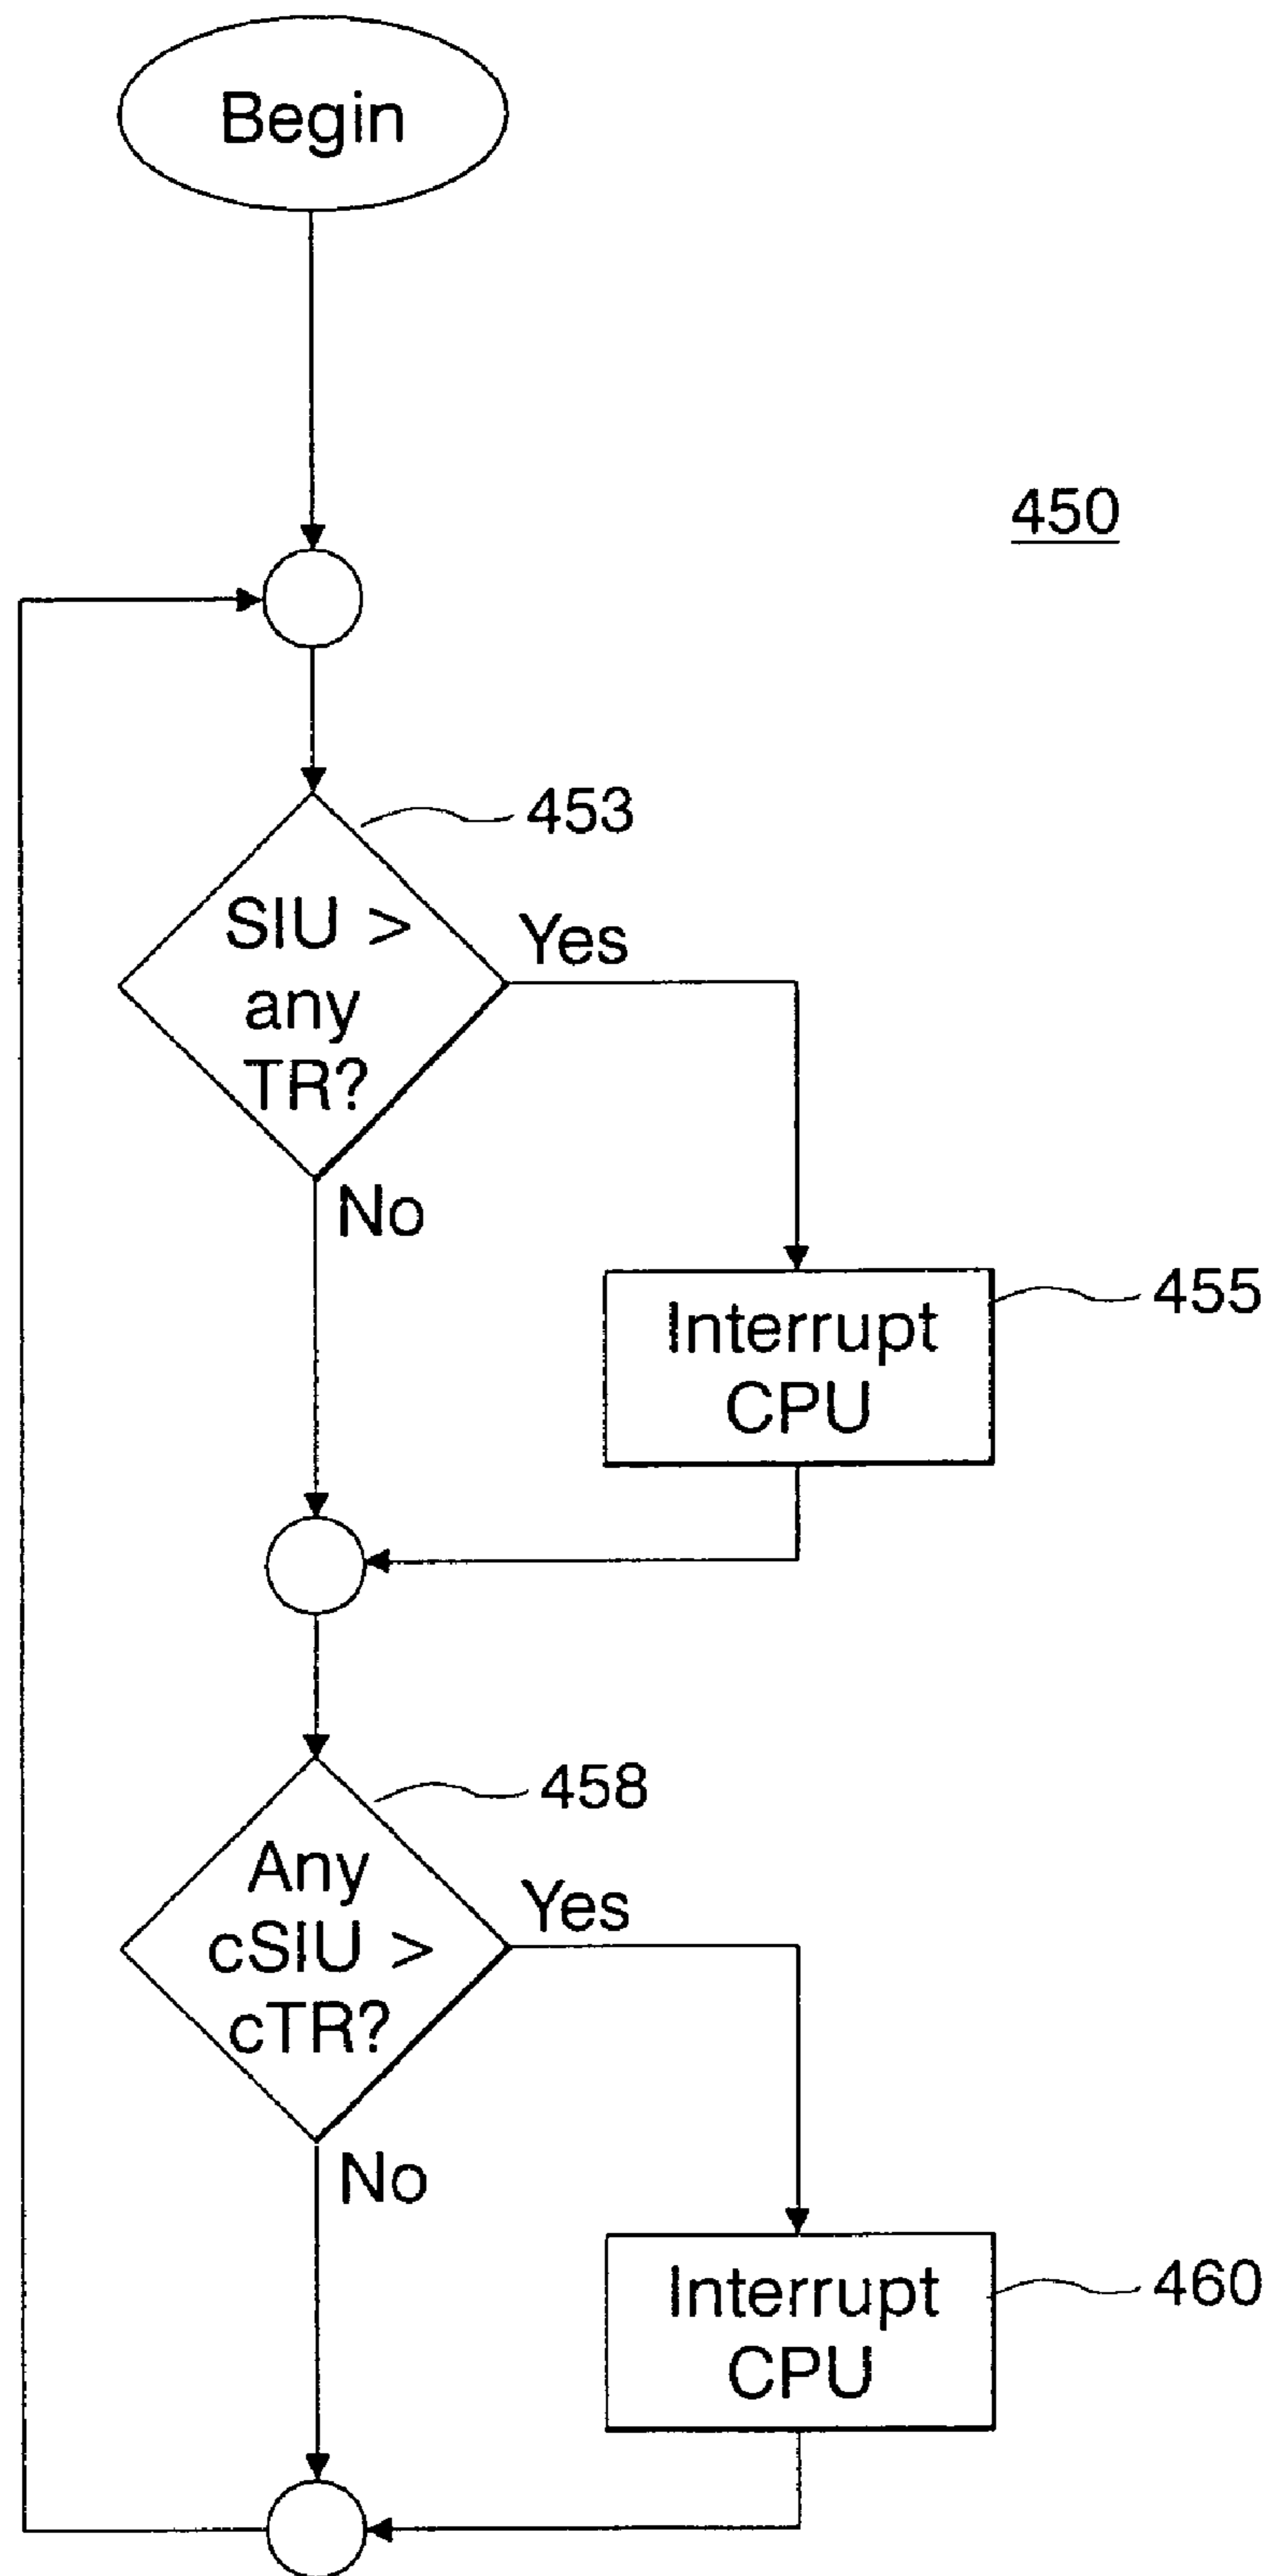 Begin
450
453
SIU >
any
TR?
Yes
No
Interrupt
CPU
455
458
Any
cSIU >
cTR?
Yes
No
Interrupt
CPU
460